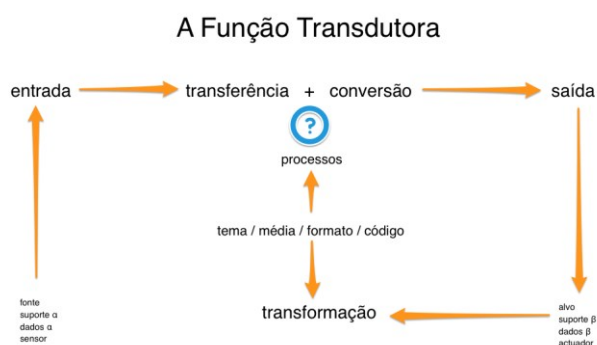 A Função Transdutora
entrada
transferência + conversão
saída
?
processos
tema / média / formato / código
transformação
fonte
suporte α
dados α
sensor
alvo
suporte β
dados β
actuador